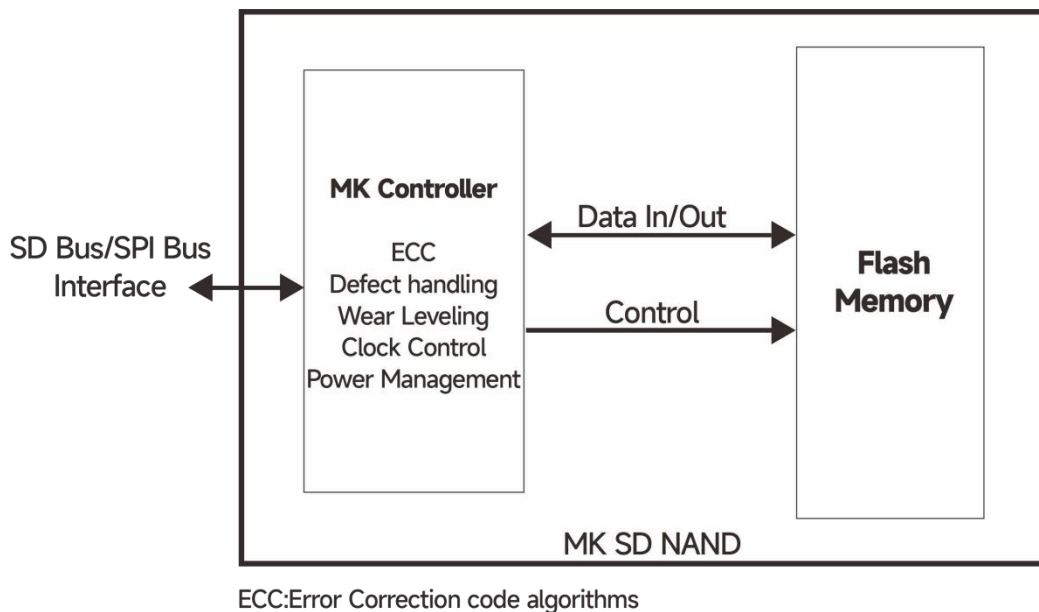 SD Bus/SPI Bus
Interface
MK Controller
ECC
Defect handling
Wear Leveling
Clock Control
Power Management
Data In/Out
Control
Flash
Memory
MK SD NAND
ECC:Error Correction code algorithms